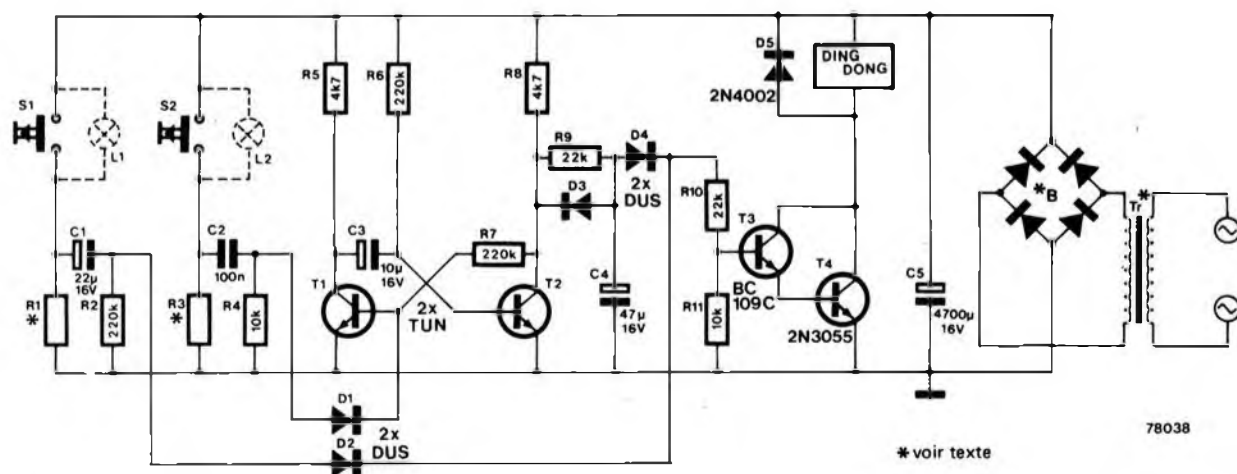 S1
L1
C1
22µ
16V
R1
*
R2
220k
S2
L2
C2
100n
R3
*
R4
10k
R5
4k7
R6
220k
C3
10µ
16V
T1
2x
TUN
R7
220k
T2
D1
2x
DUS
D2
R8
4k7
R9
22k
D4
2x
DUS
D3
C4
47µ
16V
R10
22k
R11
10k
T3
BC
109C
T4
2N3055
D5
2N4002
DING
DONG
C5
4700µ
16V
*B
Tr*
78038
*voir texte